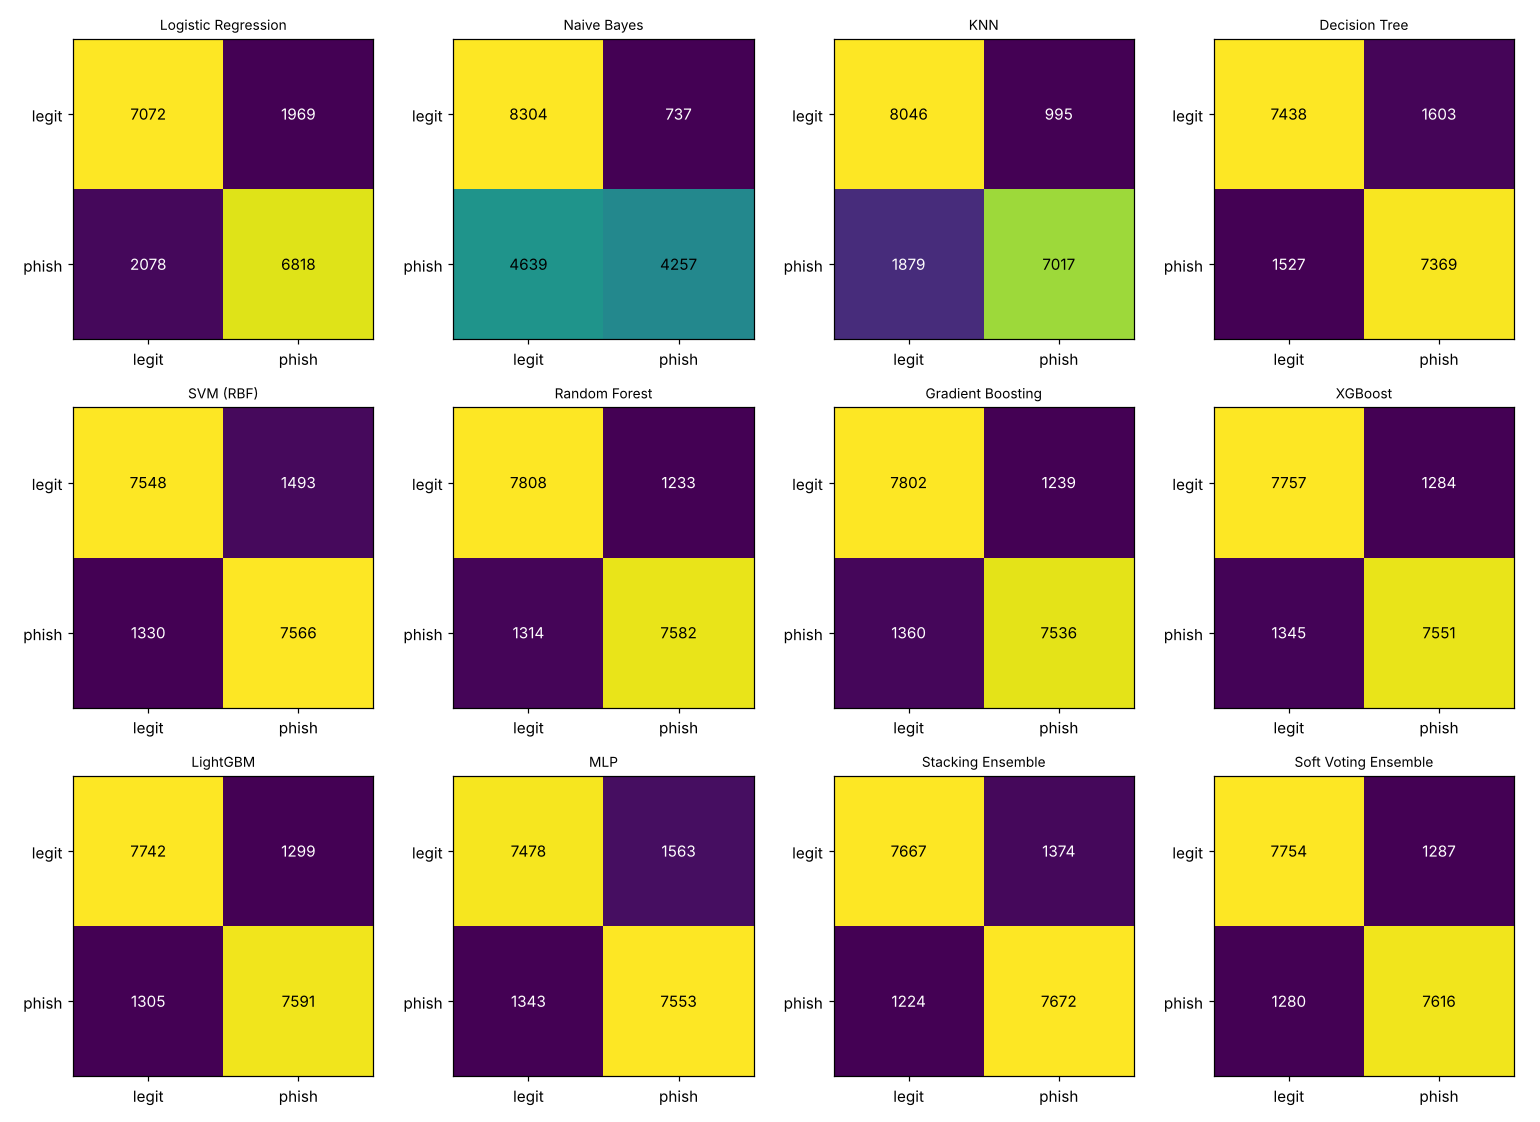 Logistic Regression
legit 7072 1969
phish 2078 6818
legit phish
Naive Bayes
legit 8304 737
phish 4639 4257
legit phish
KNN
legit 8046 995
phish 1879 7017
legit phish
Decision Tree
legit 7438 1603
phish 1527 7369
legit phish
SVM (RBF)
legit 7548 1493
phish 1330 7566
legit phish
Random Forest
legit 7808 1233
phish 1314 7582
legit phish
Gradient Boosting
legit 7802 1239
phish 1360 7536
legit phish
XGBoost
legit 7757 1284
phish 1345 7551
legit phish
LightGBM
legit 7742 1299
phish 1305 7591
legit phish
MLP
legit 7478 1563
phish 1343 7553
legit phish
Stacking Ensemble
legit 7667 1374
phish 1224 7672
legit phish
Soft Voting Ensemble
legit 7754 1287
phish 1280 7616
legit phish